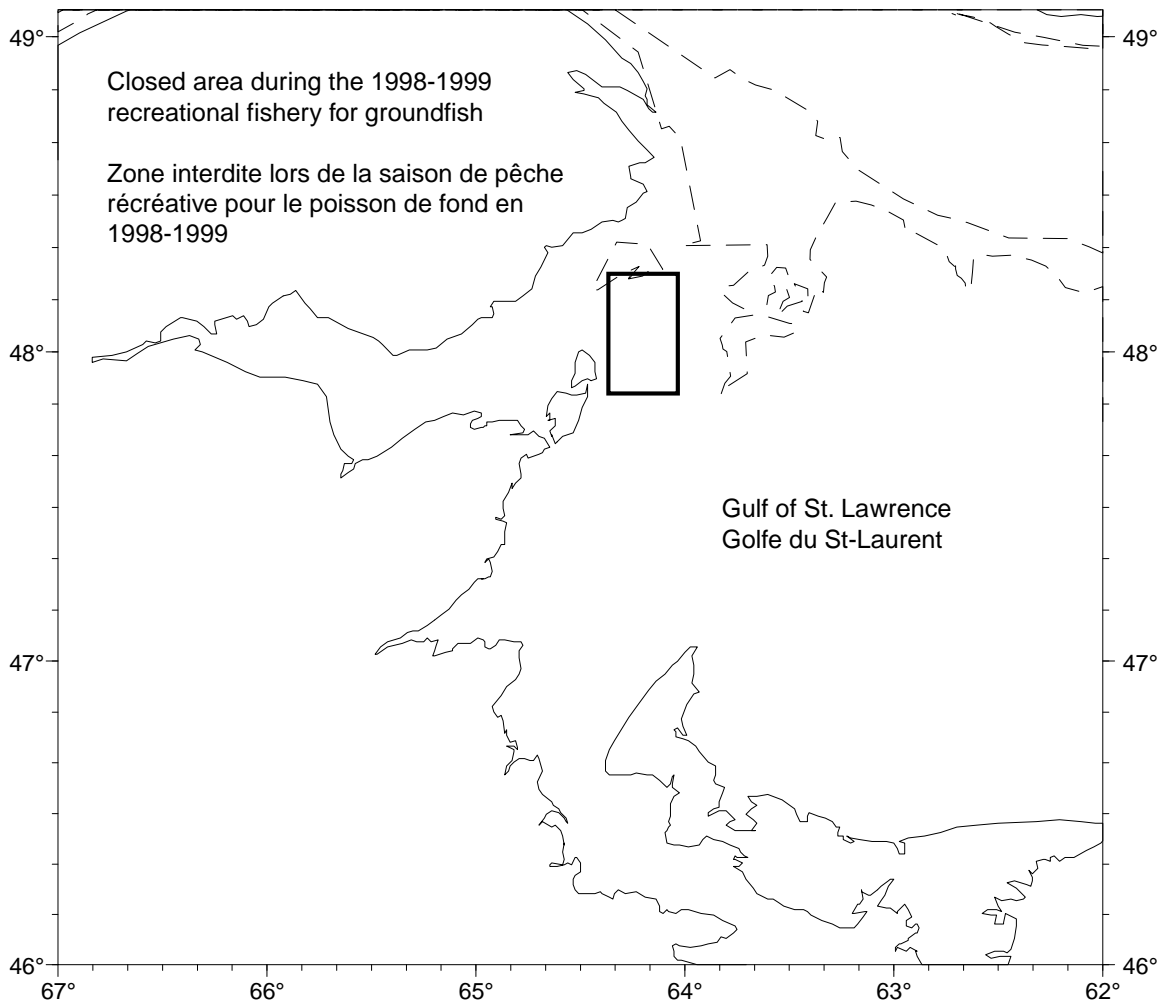 49°
49°
Closed area during the 1998-1999
recreational fishery for groundfish
Zone interdite lors de la saison de pêche
récréative pour le poisson de fond en
1998-1999
48°
48°
Gulf of St. Lawrence
Golfe du St-Laurent
47°
47°
46°
46°
67°
66°
65°
64°
63°
62°